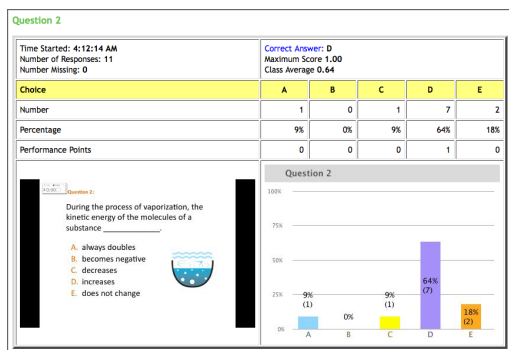 Question 2
Time Started: 4:12:14 AM
Number of Responses: 11
Number Missing: 0
Correct Answer: D
Maximum Score 1.00
Class Average 0.64
Choice A B C D E
Number 1 0 1 7 2
Percentage 9% 0% 9% 64% 18%
Performance Points 0 0 0 1 0
Question 2:
During the process of vaporization, the
kinetic energy of the molecules of a
substance ______________.
A. always doubles
B. becomes negative
C. decreases
D. increases
E. does not change
Question 2
100%
75%
50%
25%
0%
9%
(1)
0%
9%
(1)
64%
(7)
18%
(2)
A B C D E